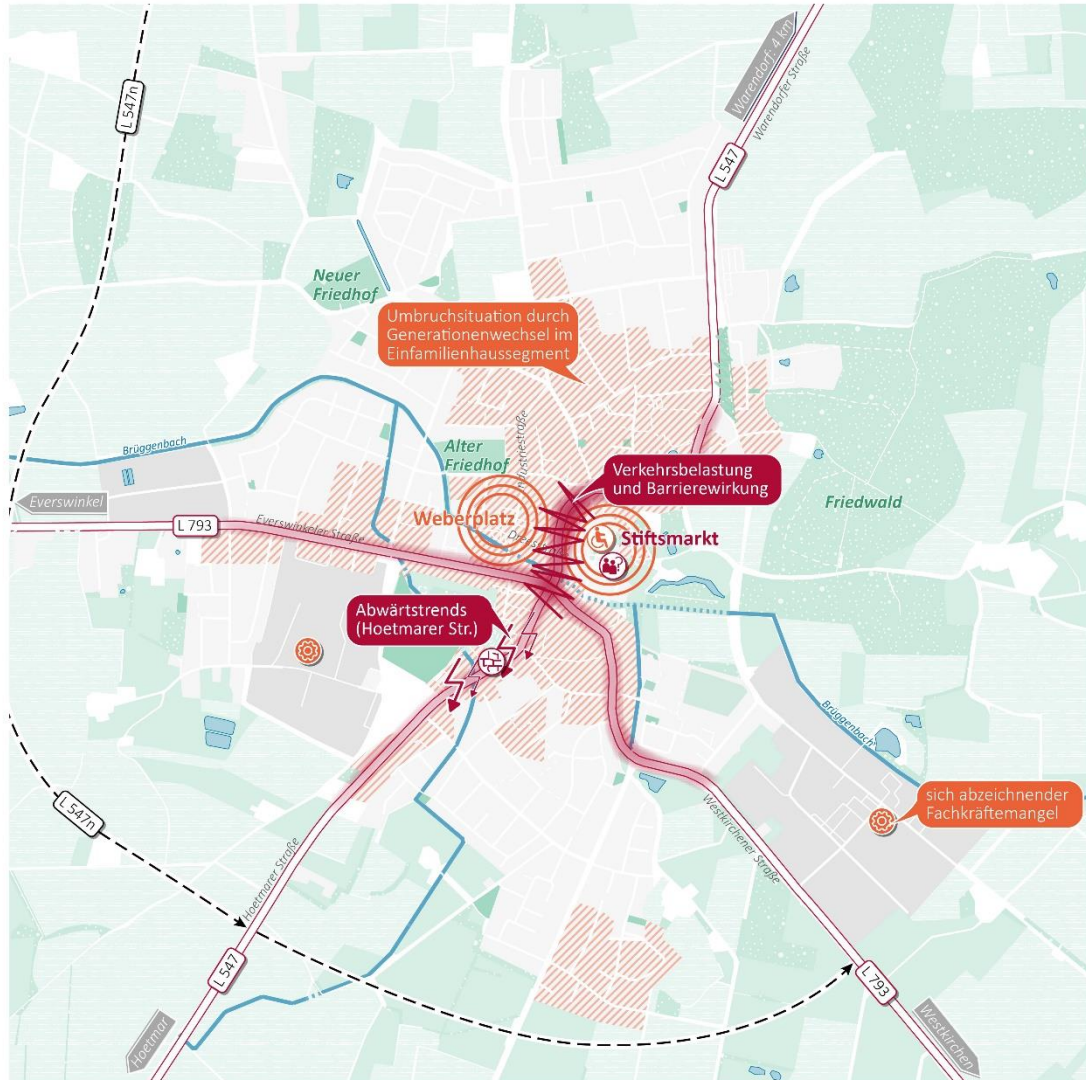 Warendorf: 4 km
Warendorfer Straße
L 547n
L 547
Neuer
Friedhof
Umbruchsituation durch
Generationenwechsel im
Einfamilienhaussegment
Brüggenbach
Alter
Friedhof
Industriestraße
Verkehrsbelastung
und Barrierewirkung
Friedwald
Everswinkel
L 793
Everswinkeler Straße
Weberplatz
Stiftsmarkt
Abwärtstrends
(Hoetmarer Str.)
Brüggenbach
sich abzeichnender
Fachkräftemangel
L 547n
Hoetmarer Straße
Westkirchener Straße
L 547
L 793
Hoetmar
Westkirchen